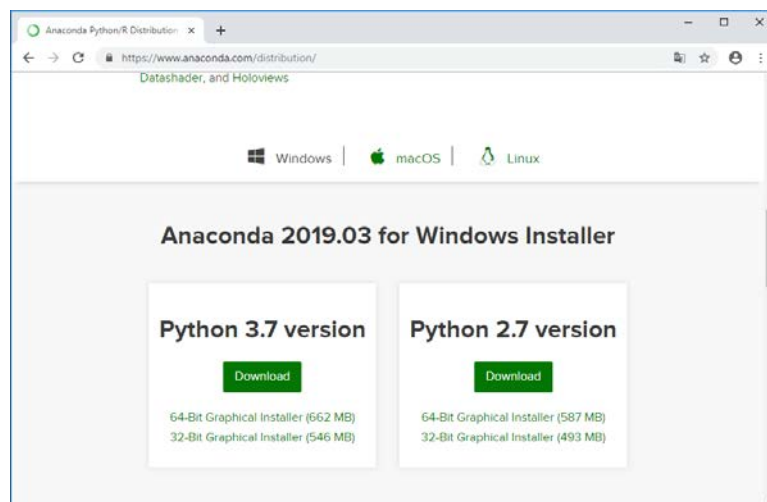 Anaconda Python/R Distribution
https://www.anaconda.com/distribution/
Datashader, and Holoviews
Windows macOS Linux
Anaconda 2019.03 for Windows Installer
Python 3.7 version Python 2.7 version
Download Download
64-Bit Graphical Installer (662 MB) 64-Bit Graphical Installer (587 MB)
32-Bit Graphical Installer (546 MB) 32-Bit Graphical Installer (493 MB)